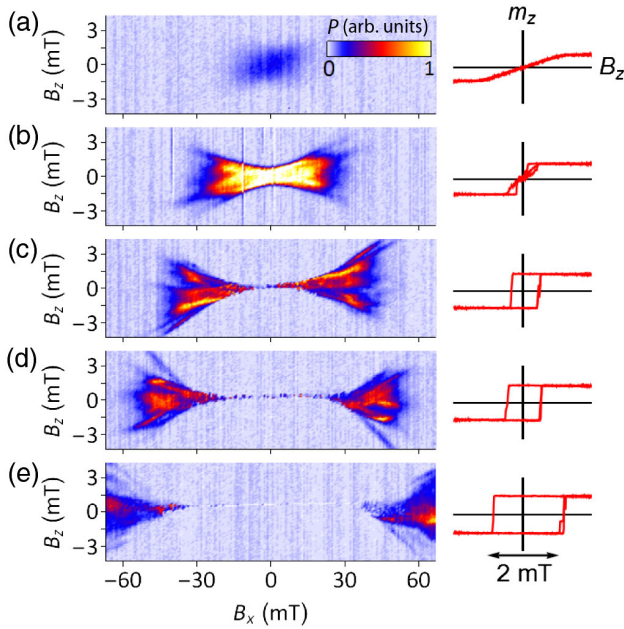 (a)
B_z (mT)
3
0
−3
P (arb. units)
0 1
m_z
B_z
(b)
B_z (mT)
3
0
−3
(c)
B_z (mT)
3
0
−3
(d)
B_z (mT)
3
0
−3
(e)
B_z (mT)
3
0
−3
−60 −30 0 30 60
B_x (mT)
2 mT